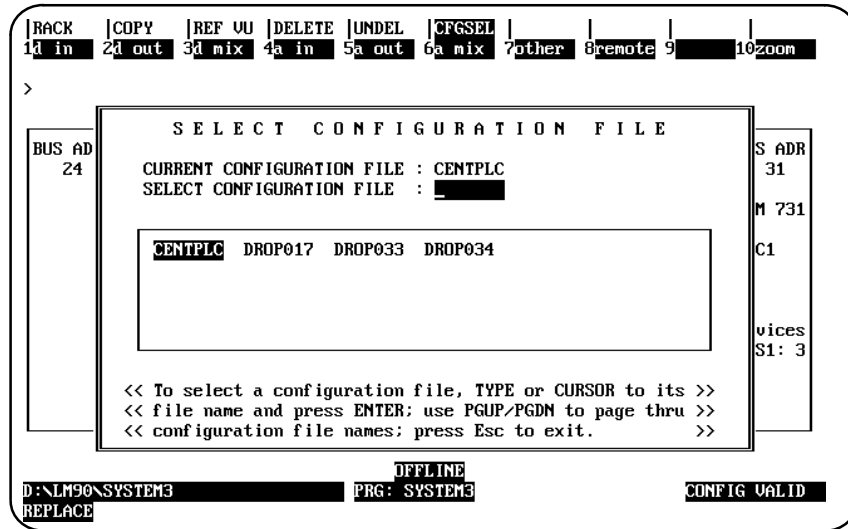 |RACK |COPY |REF VU |DELETE |UNDEL |CFGSEL | | | |
1d in 2d out 3d mix 4a in 5a out 6a mix 7other 8remote 9 10zoom
>
S E L E C T C O N F I G U R A T I O N F I L E
BUS AD S ADR
24 CURRENT CONFIGURATION FILE : CENTPLC 31
SELECT CONFIGURATION FILE : _
M 731
CENTPLC DROP017 DROP033 DROP034 C1
vices
S1: 3
<< To select a configuration file, TYPE or CURSOR to its >>
<< file name and press ENTER; use PGUP/PGDN to page thru >>
<< configuration file names; press Esc to exit. >>
OFFLINE
D:\LM90\SYSTEM3 PRG: SYSTEM3 CONFIG VALID
REPLACE